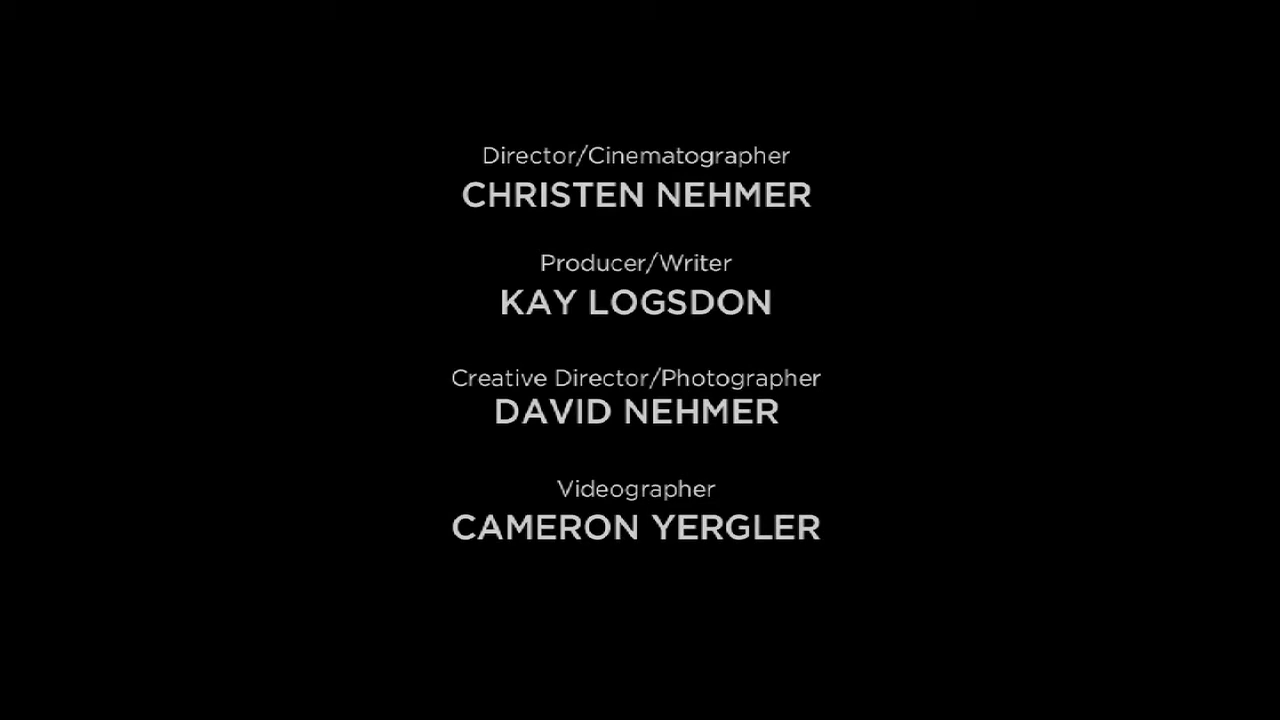 Director/Cinematographer
CHRISTEN NEHMER
Producer/Writer
KAY LOGSDON
Creative Director/Photographer
DAVID NEHMER
Videographer
CAMERON YERGLER